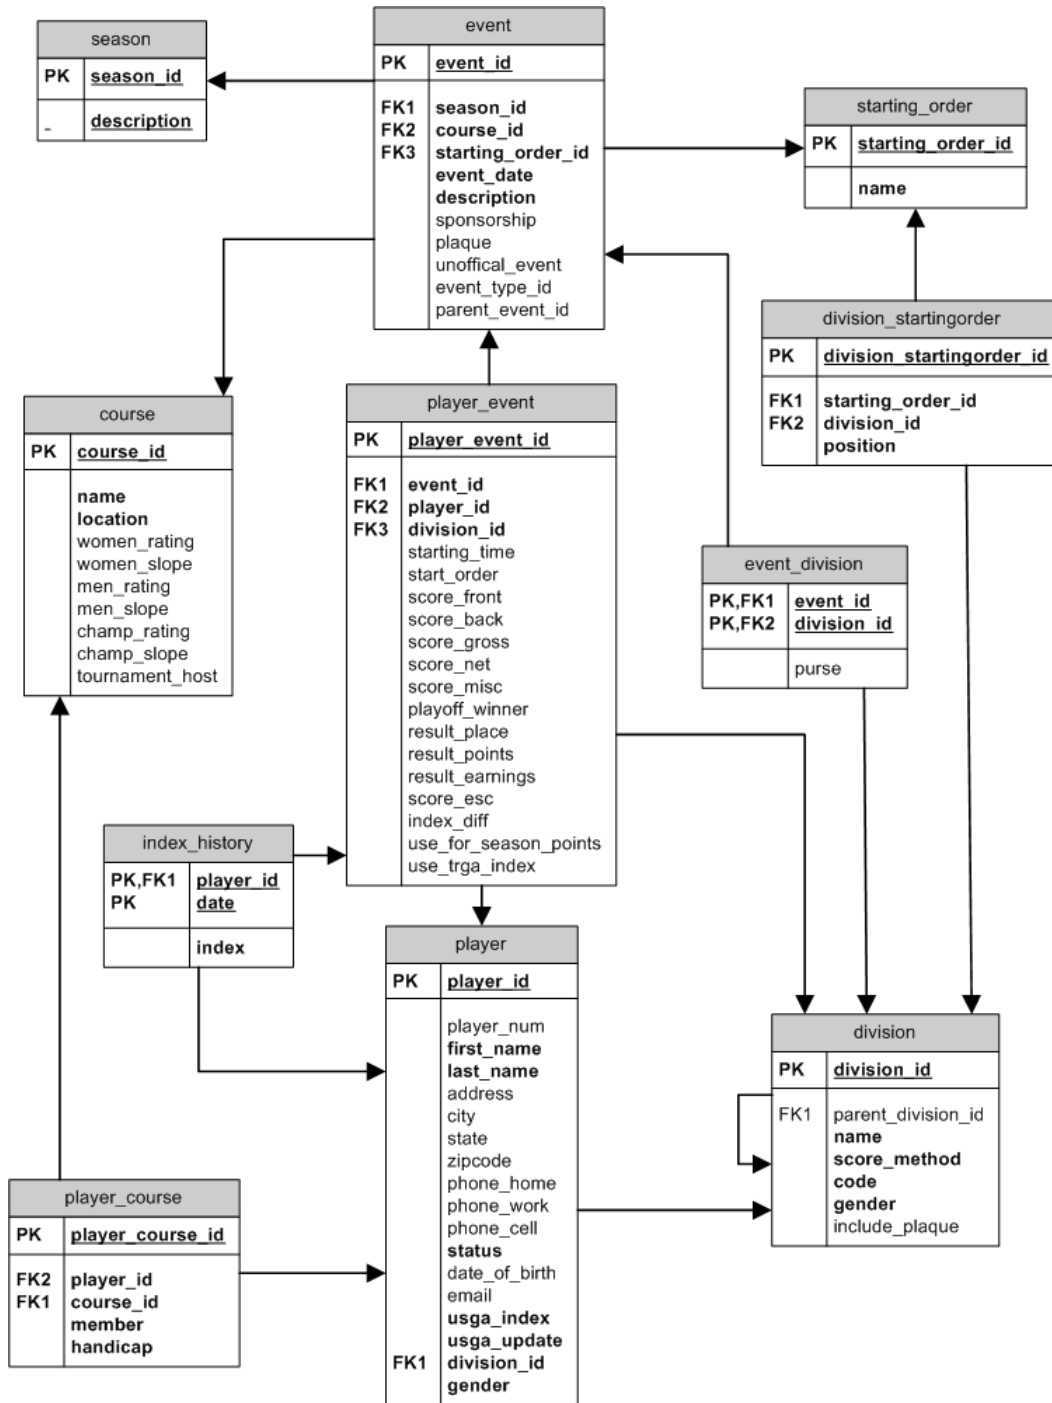 season
PK season_id
_ description
event
PK event_id
FK1 season_id
FK2 course_id
FK3 starting_order_id
event_date
description
sponsorship
plaque
unoffical_event
event_type_id
parent_event_id
starting_order
PK starting_order_id
name
division_startingorder
PK division_startingorder_id
FK1 starting_order_id
FK2 division_id
position
course
PK course_id
name
location
women_rating
women_slope
men_rating
men_slope
champ_rating
champ_slope
tournament_host
player_event
PK player_event_id
FK1 event_id
FK2 player_id
FK3 division_id
starting_time
start_order
score_front
score_back
score_gross
score_net
score_misc
playoff_winner
result_place
result_points
result_earnings
score_esc
index_diff
use_for_season_points
use_trga_index
event_division
PK,FK1 event_id
PK,FK2 division_id
purse
index_history
PK,FK1 player_id
PK date
index
player
PK player_id
player_num
first_name
last_name
address
city
state
zipcode
phone_home
phone_work
phone_cell
status
date_of_birth
email
usga_index
usga_update
FK1 division_id
gender
division
PK division_id
FK1 parent_division_id
name
score_method
code
gender
include_plaque
player_course
PK player_course_id
FK2 player_id
FK1 course_id
member
handicap